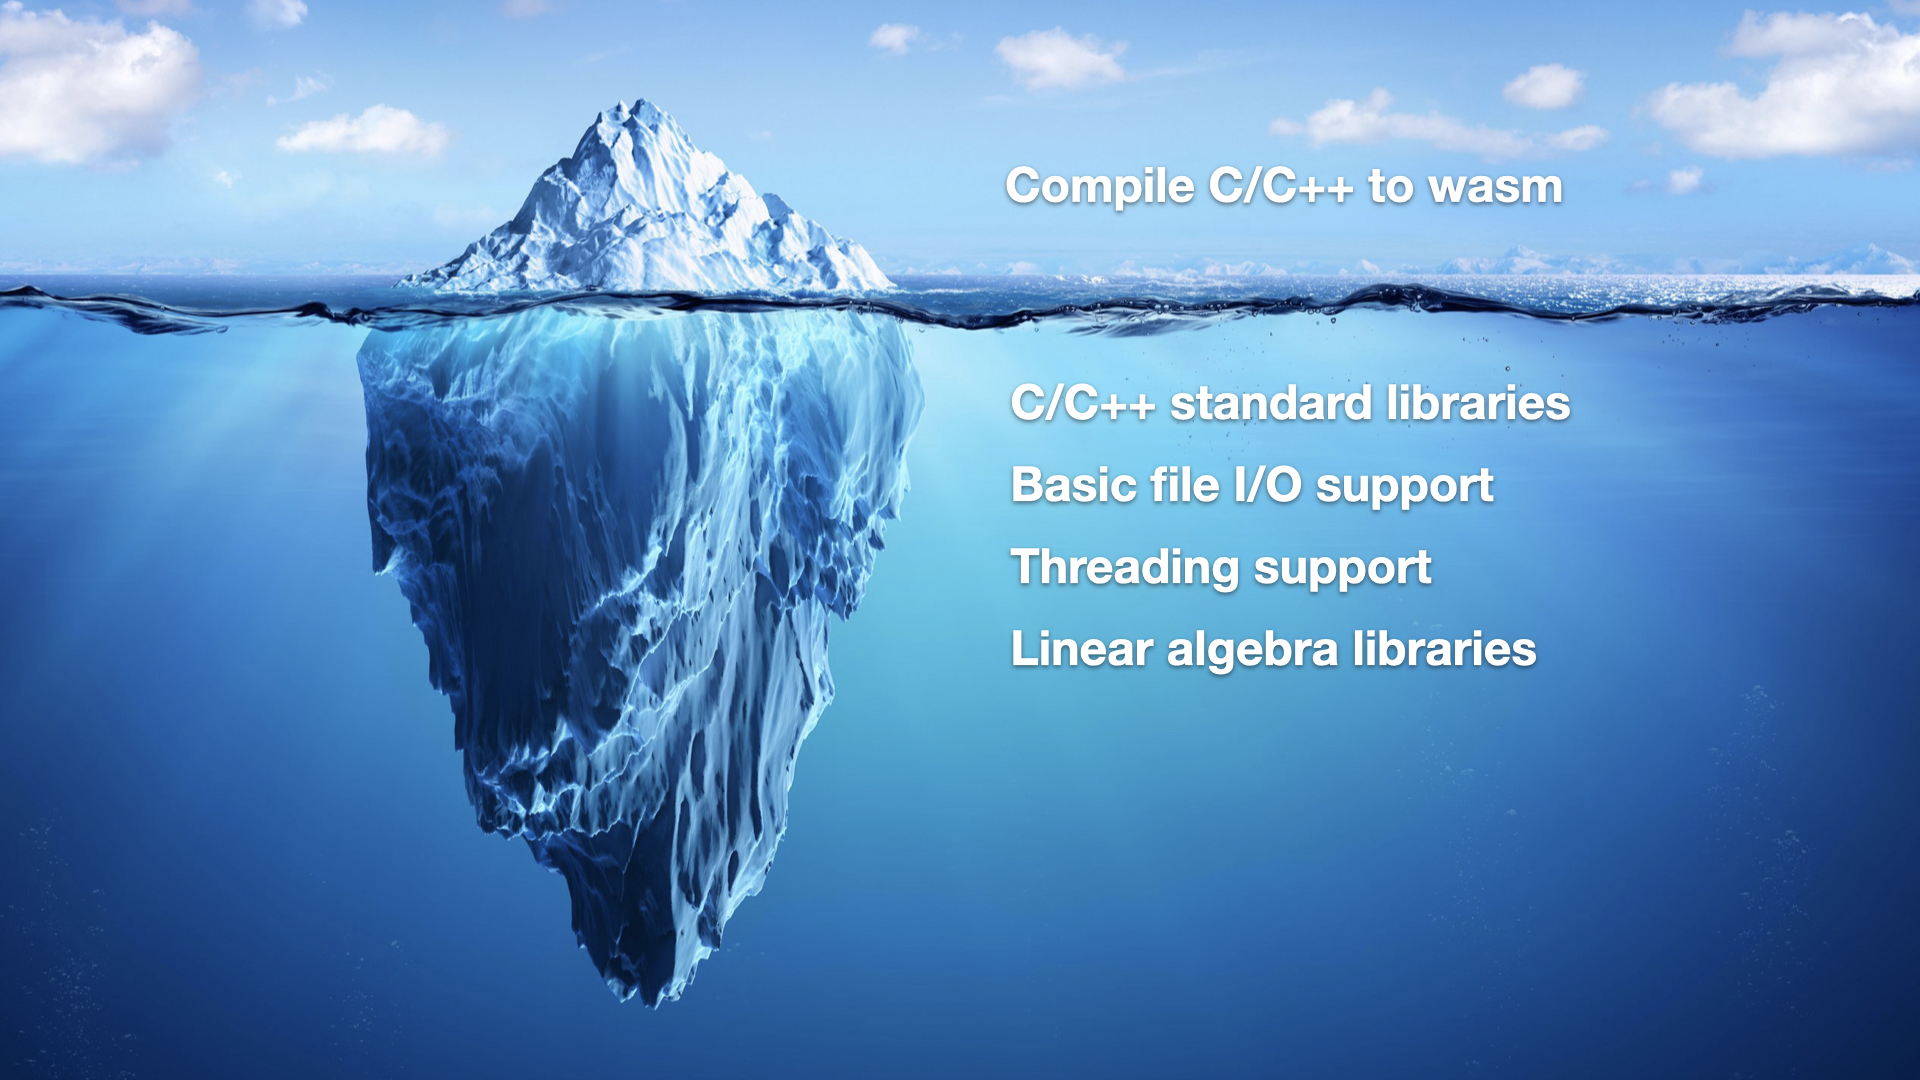 Compile C/C++ to wasm
C/C++ standard libraries
Basic file I/O support
Threading support
Linear algebra libraries